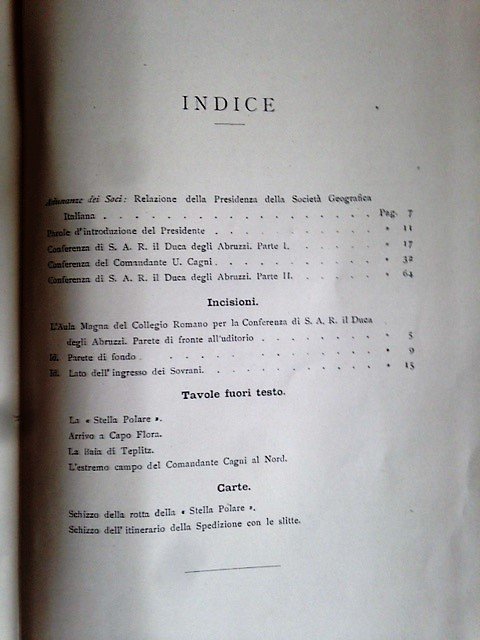 INDICE
Adunanze dei Soci: Relazione della Presidenza della Società Geografica
Italiana . . . . . . . . . . . . . . . . Pag. 7
Parole d'introduzione del Presidente . . . . . . . . . . » 11
Conferenza di S. A. R. il Duca degli Abruzzi. Parte I. . . . . . » 17
Conferenza del Comandante U. Cagni . . . . . . . . . . » 32
Conferenza di S. A. R. il Duca degli Abruzzi. Parte II. . . . . . » 64
Incisioni.
L'Aula Magna del Collegio Romano per la Conferenza di S. A. R. il Duca
degli Abruzzi. Parete di fronte all'uditorio . . . . . . » 5
Id. Parete di fondo . . . . . . . . . . . . . » 9
Id. Lato dell'ingresso dei Sovrani. . . . . . . . . . . » 15
Tavole fuori testo.
La « Stella Polare ».
Arrivo a Capo Flora.
La Baia di Teplitz.
L'estremo campo del Comandante Cagni al Nord.
Carte.
Schizzo della rotta della « Stella Polare ».
Schizzo dell'itinerario della Spedizione con le slitte.